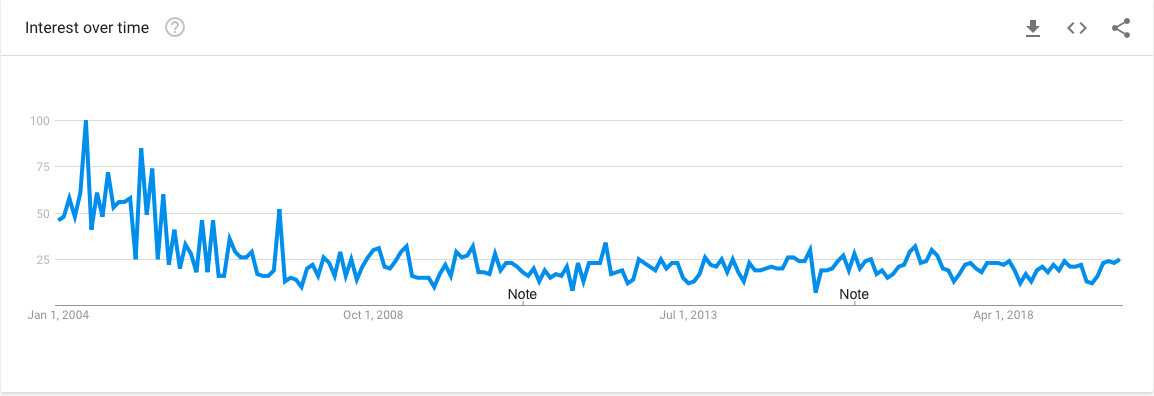 Interest over time
100
75
50
25
Note Note
Jan 1, 2004 Oct 1, 2008 Jul 1, 2013 Apr 1, 2018